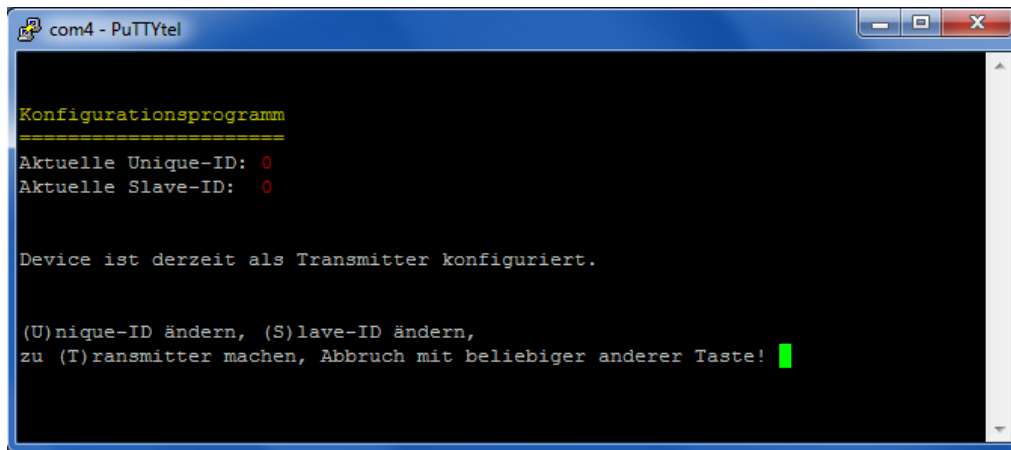 com4 - PuTTYtel
Konfigurationsprogramm
======================
Aktuelle Unique-ID: 0
Aktuelle Slave-ID:  0
Device ist derzeit als Transmitter konfiguriert.
(U)nique-ID ändern, (S)lave-ID ändern,
zu (T)ransmitter machen, Abbruch mit beliebiger anderer Taste!